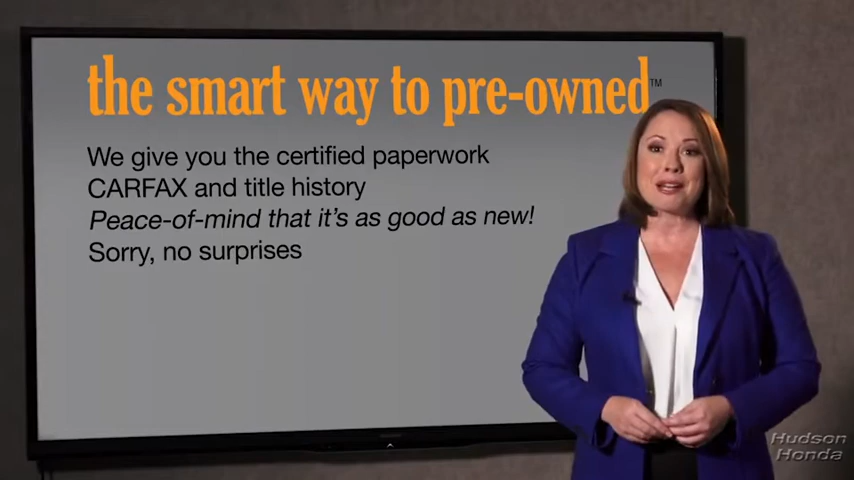 the smart way to pre-owned™
We give you the certified paperwork
CARFAX and title history
Peace-of-mind that it's as good as new!
Sorry, no surprises
Hudson
Honda